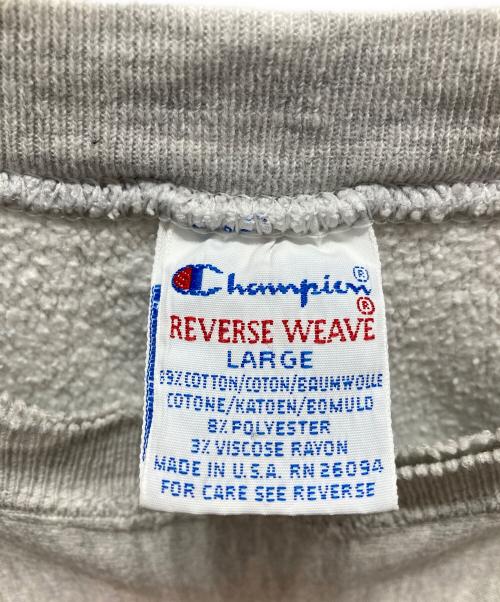 Champion®
REVERSE WEAVE®
LARGE
89% COTTON/COTON/BAUMWOLLE
COTONE/KATOEN/BOMULD
8% POLYESTER
3% VISCOSE RAYON
MADE IN U.S.A. RN 26094
FOR CARE SEE REVERSE